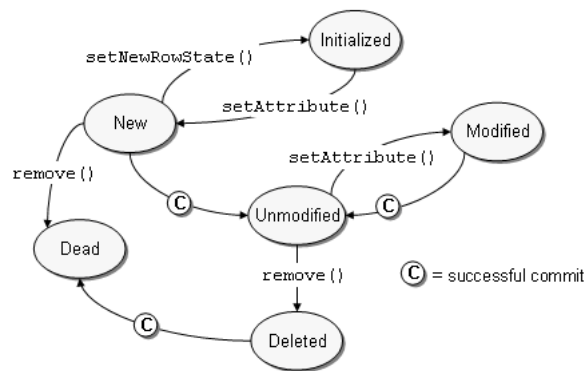 Initialized
setNewRowState()
setAttribute()
New
Modified
setAttribute()
remove()
C
Unmodified
C
Dead
remove()
C = successful commit
C
Deleted